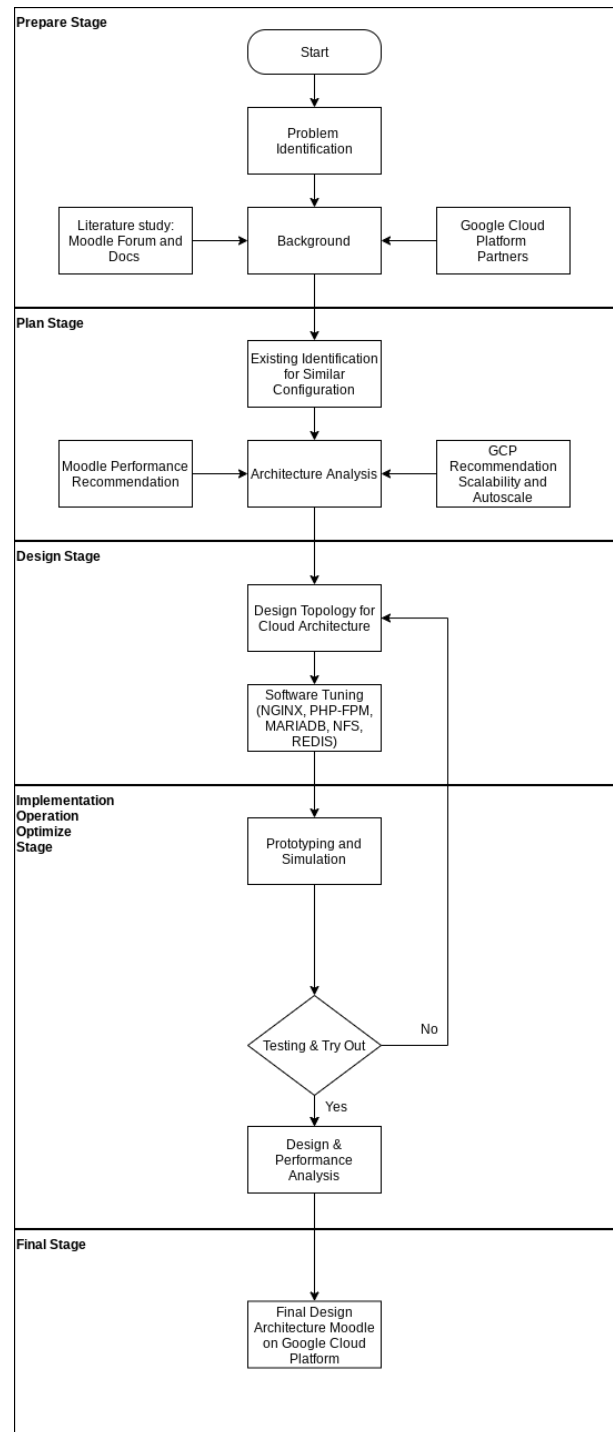 Prepare Stage
Start
Problem
Identification
Literature study:
Moodle Forum and
Docs
Background
Google Cloud
Platform
Partners
Plan Stage
Existing Identification
for Similar
Configuration
Moodle Performance
Recommendation
Architecture Analysis
GCP
Recommendation
Scalability and
Autoscale
Design Stage
Design Topology for
Cloud Architecture
Software Tuning
(NGINX, PHP-FPM,
MARIADB, NFS,
REDIS)
Implementation
Operation
Optimize
Stage
Prototyping and
Simulation
Testing & Try Out
No
Yes
Design &
Performance
Analysis
Final Stage
Final Design
Architecture Moodle
on Google Cloud
Platform